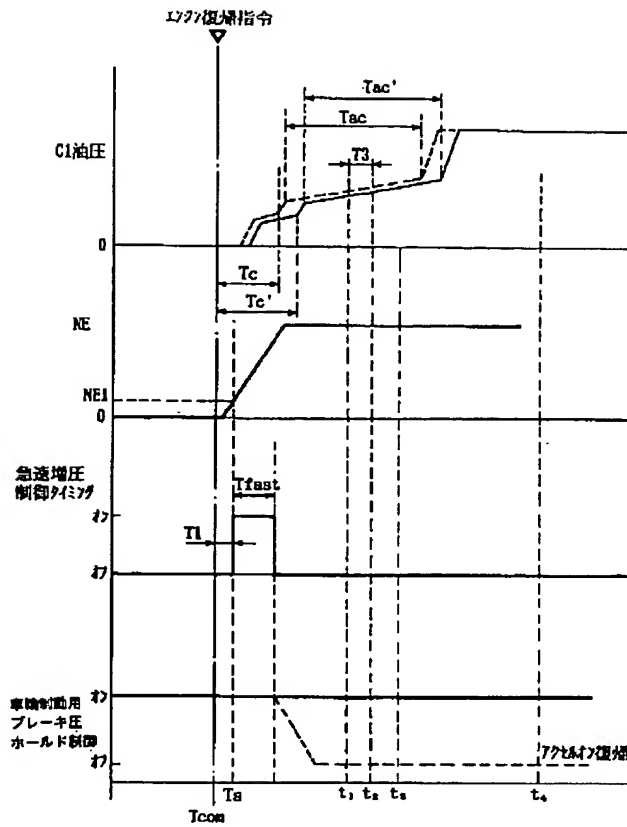 エンジン復帰指令
Tac'
Tac
T3
C1油圧
0
Tc
Tc'
NE
NE1
0
急速増圧
制御タイミング
Tfast
オン
T1
オフ
車輪制動用
ブレーキ圧
ホールド制御
オン
オフ
アクセルオン復帰
Ts
t₁
t₂
t₃
t₄
Tcom